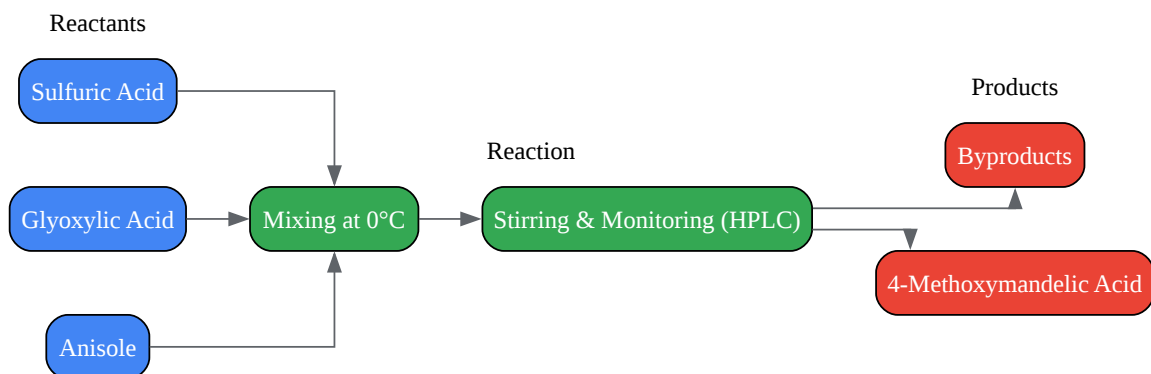 Reactants
Sulfuric Acid
Products
Byproducts
Reaction
Glyoxylic Acid
Mixing at 0°C
Stirring & Monitoring (HPLC)
4-Methoxymandelic Acid
Anisole